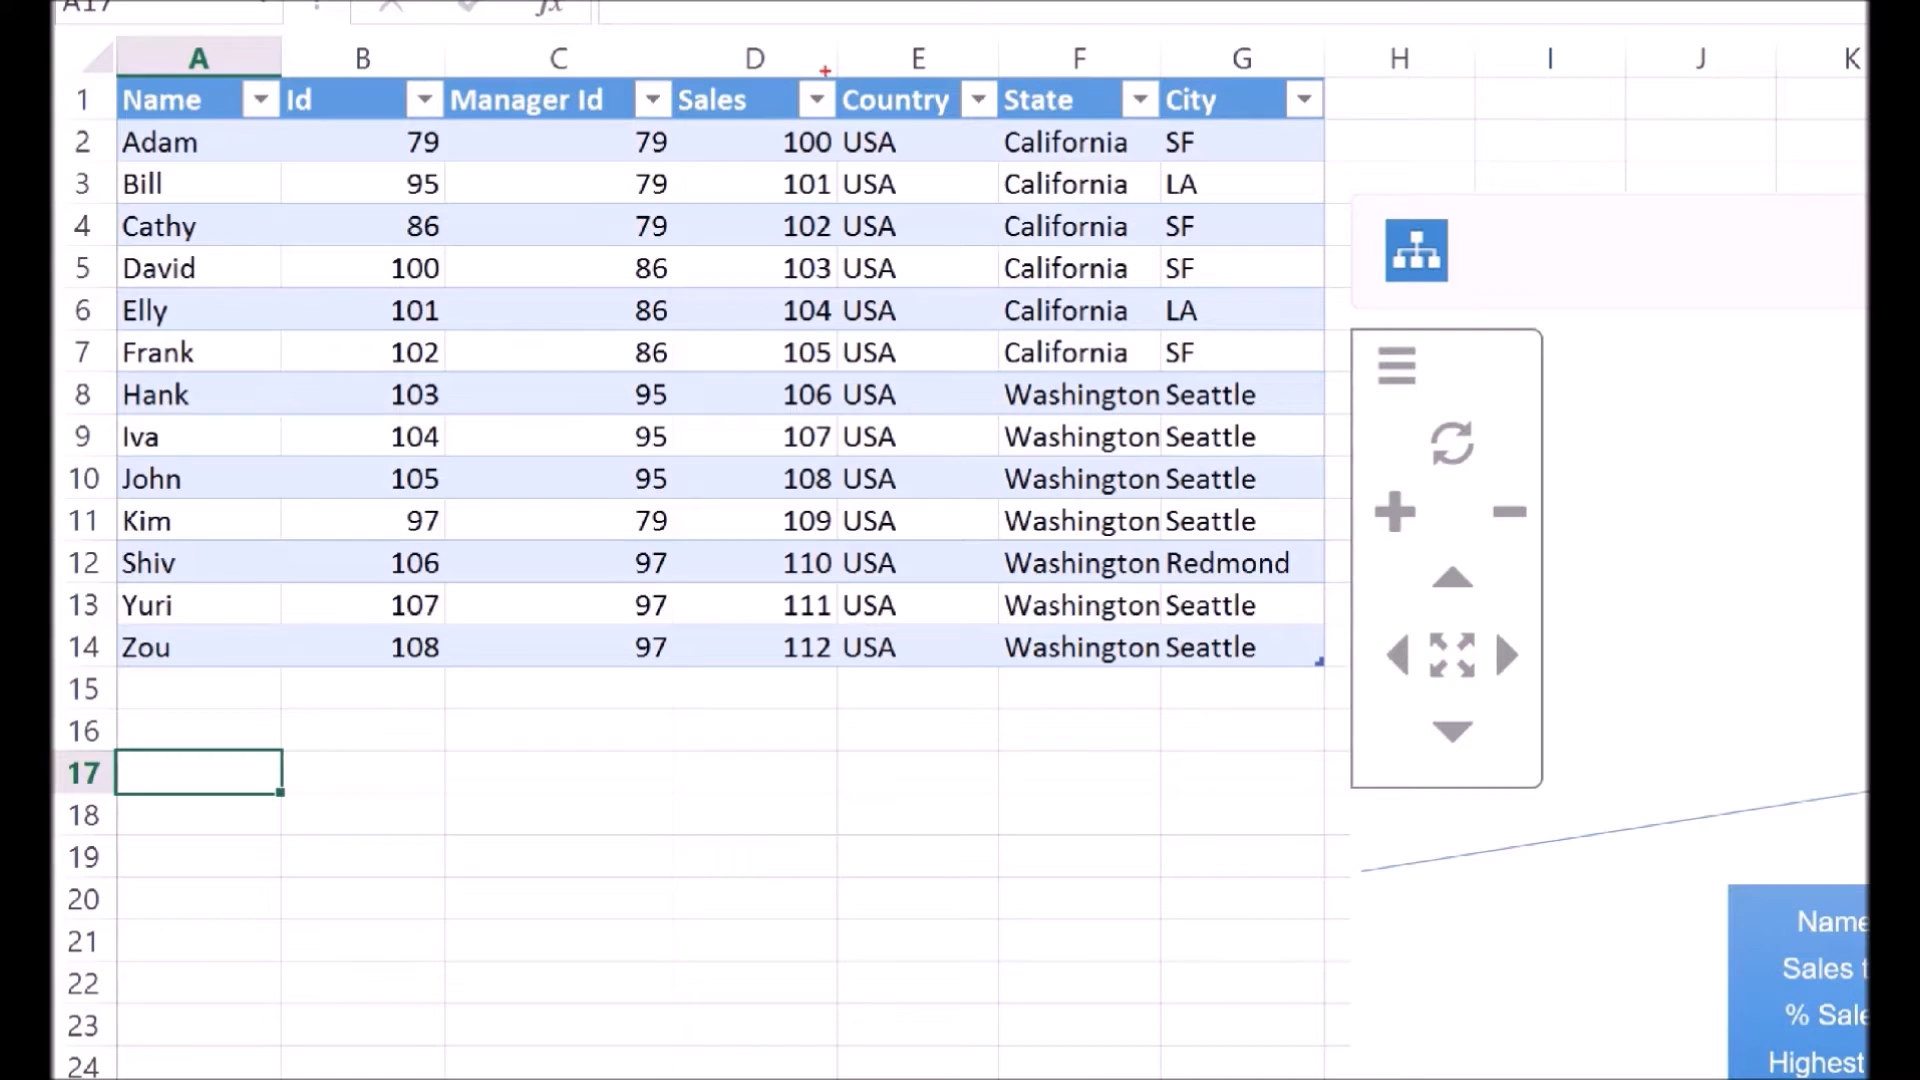 A17
A B C D E F G H I J K
1 Name Id Manager Id Sales Country State City
2 Adam 79 79 100 USA California SF
3 Bill 95 79 101 USA California LA
4 Cathy 86 79 102 USA California SF
5 David 100 86 103 USA California SF
6 Elly 101 86 104 USA California LA
7 Frank 102 86 105 USA California SF
8 Hank 103 95 106 USA Washington Seattle
9 Iva 104 95 107 USA Washington Seattle
10 John 105 95 108 USA Washington Seattle
11 Kim 97 79 109 USA Washington Seattle
12 Shiv 106 97 110 USA Washington Redmond
13 Yuri 107 97 111 USA Washington Seattle
14 Zou 108 97 112 USA Washington Seattle
15
16
17
18
19
20
21
22
23
24
Name
Sales
% Sale
Highest